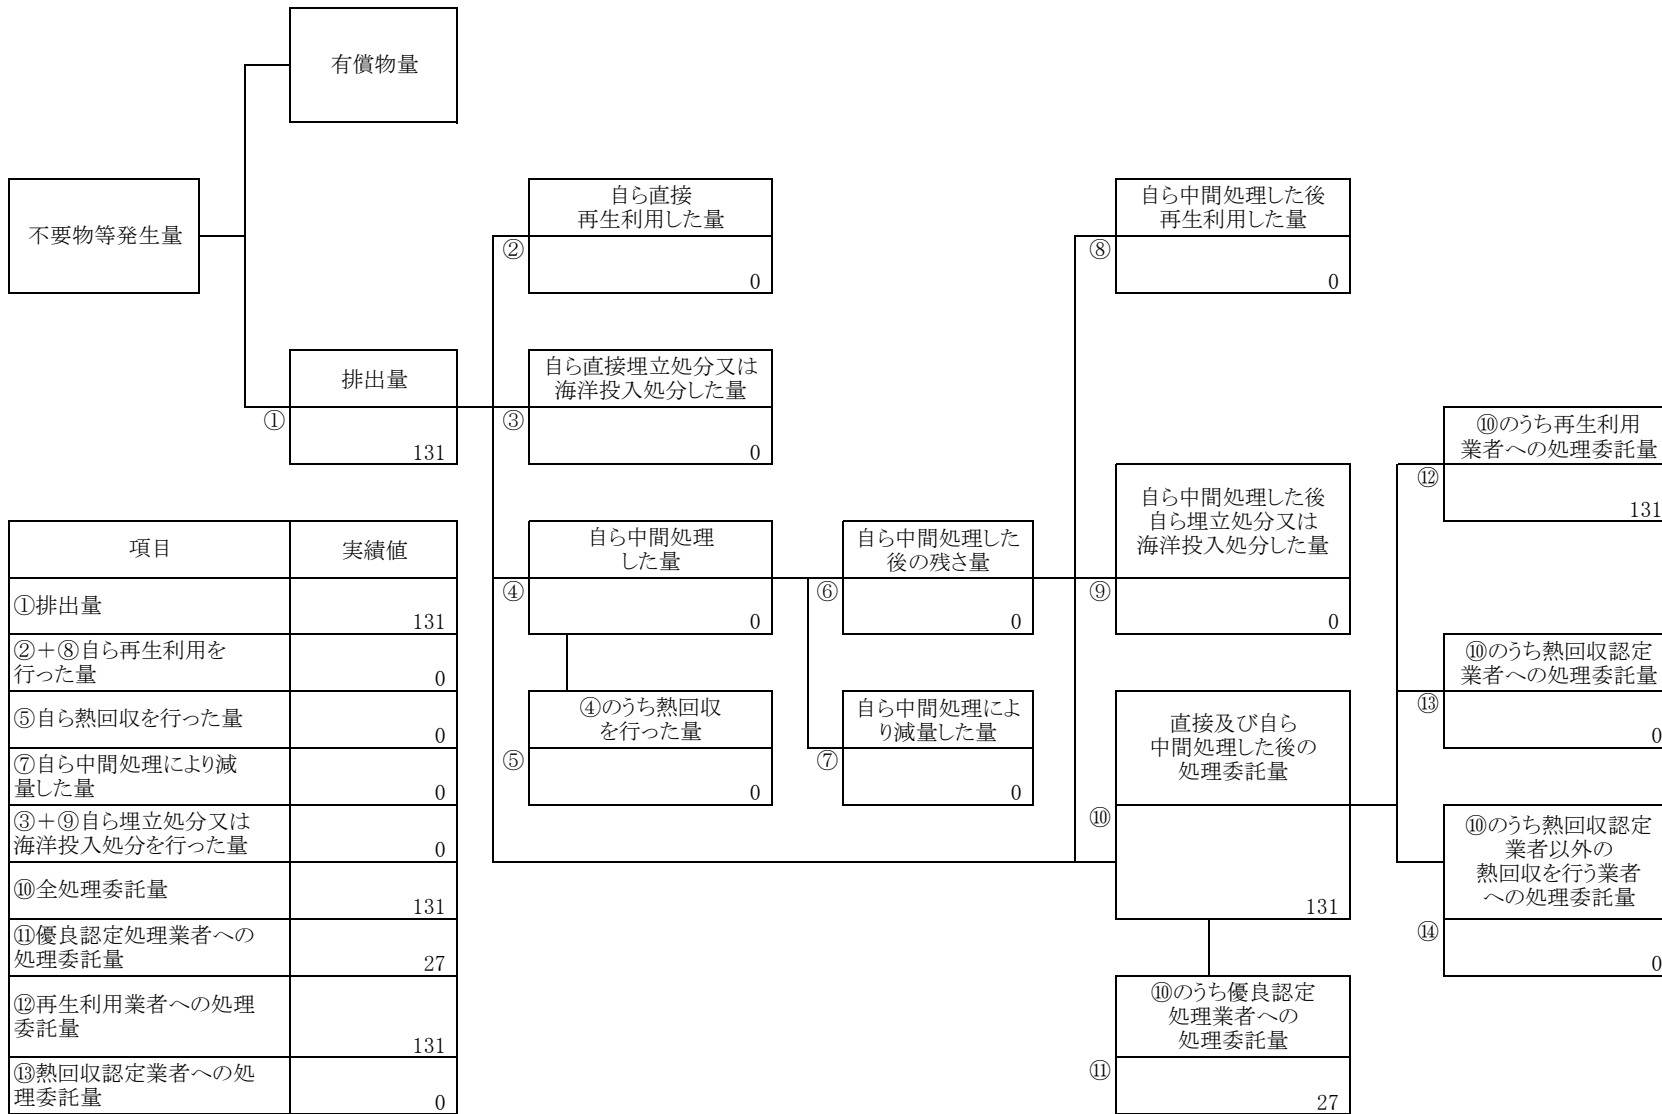 有償物量
不要物等発生量
排出量
①
131
自ら直接
再生利用した量
②
0
自ら直接埋立処分又は
海洋投入処分した量
③
0
自ら中間処理
した量
④
0
④のうち熱回収
を行った量
⑤
0
自ら中間処理した
後の残さ量
⑥
0
自ら中間処理によ
り減量した量
⑦
0
自ら中間処理した後
再生利用した量
⑧
0
自ら中間処理した後
自ら埋立処分又は
海洋投入処分した量
⑨
0
直接及び自ら
中間処理した後の
処理委託量
⑩
131
⑩のうち優良認定
処理業者への
処理委託量
⑪
27
⑩のうち再生利用
業者への処理委託量
⑫
131
⑩のうち熱回収認定
業者への処理委託量
⑬
0
⑩のうち熱回収認定
業者以外の
熱回収を行う業者
への処理委託量
⑭
0
項目 実績値
①排出量
131
②+⑧自ら再生利用を
行った量
0
⑤自ら熱回収を行った量
0
⑦自ら中間処理により減
量した量
0
③+⑨自ら埋立処分又は
海洋投入処分を行った量
0
⑩全処理委託量
131
⑪優良認定処理業者への
処理委託量
27
⑫再生利用業者への処理
委託量
131
⑬熱回収認定業者への処
理委託量
0